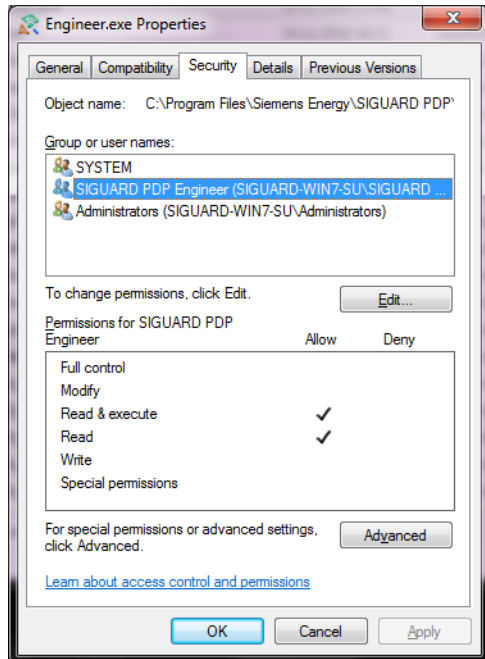 Engineer.exe Properties
General Compatibility Security Details Previous Versions
Object name: C:\Program Files\Siemens Energy\SIGUARD PDP\
Group or user names:
SYSTEM
SIGUARD PDP Engineer (SIGUARD-WIN7-SU\SIGUARD ...
Administrators (SIGUARD-WIN7-SU\Administrators)
To change permissions, click Edit.
Edit...
Permissions for SIGUARD PDP
Engineer Allow Deny
Full control
Modify
Read & execute
Read
Write
Special permissions
For special permissions or advanced settings,
click Advanced.
Advanced
Learn about access control and permissions
OK Cancel Apply